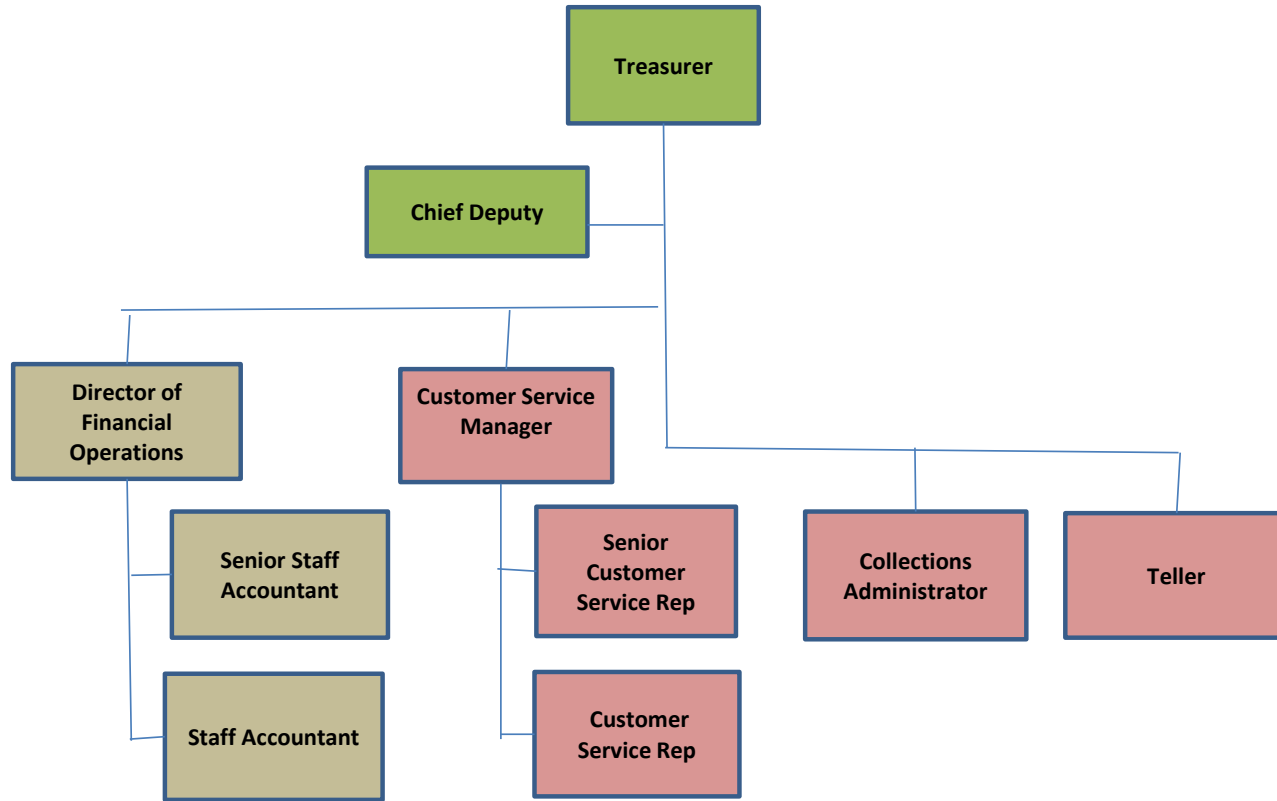 Treasurer
Chief Deputy
Director of
Financial
Operations
Customer Service
Manager
Senior Staff
Accountant
Senior
Customer
Service Rep
Collections
Administrator
Teller
Staff Accountant
Customer
Service Rep